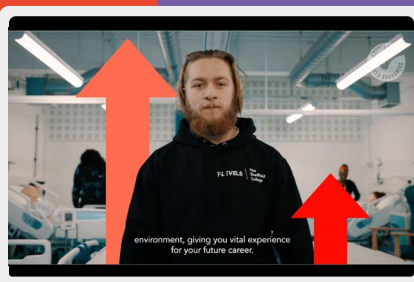 T-LEVELS
The
Sheffield
College
environment, giving you vital experience
for your future career.